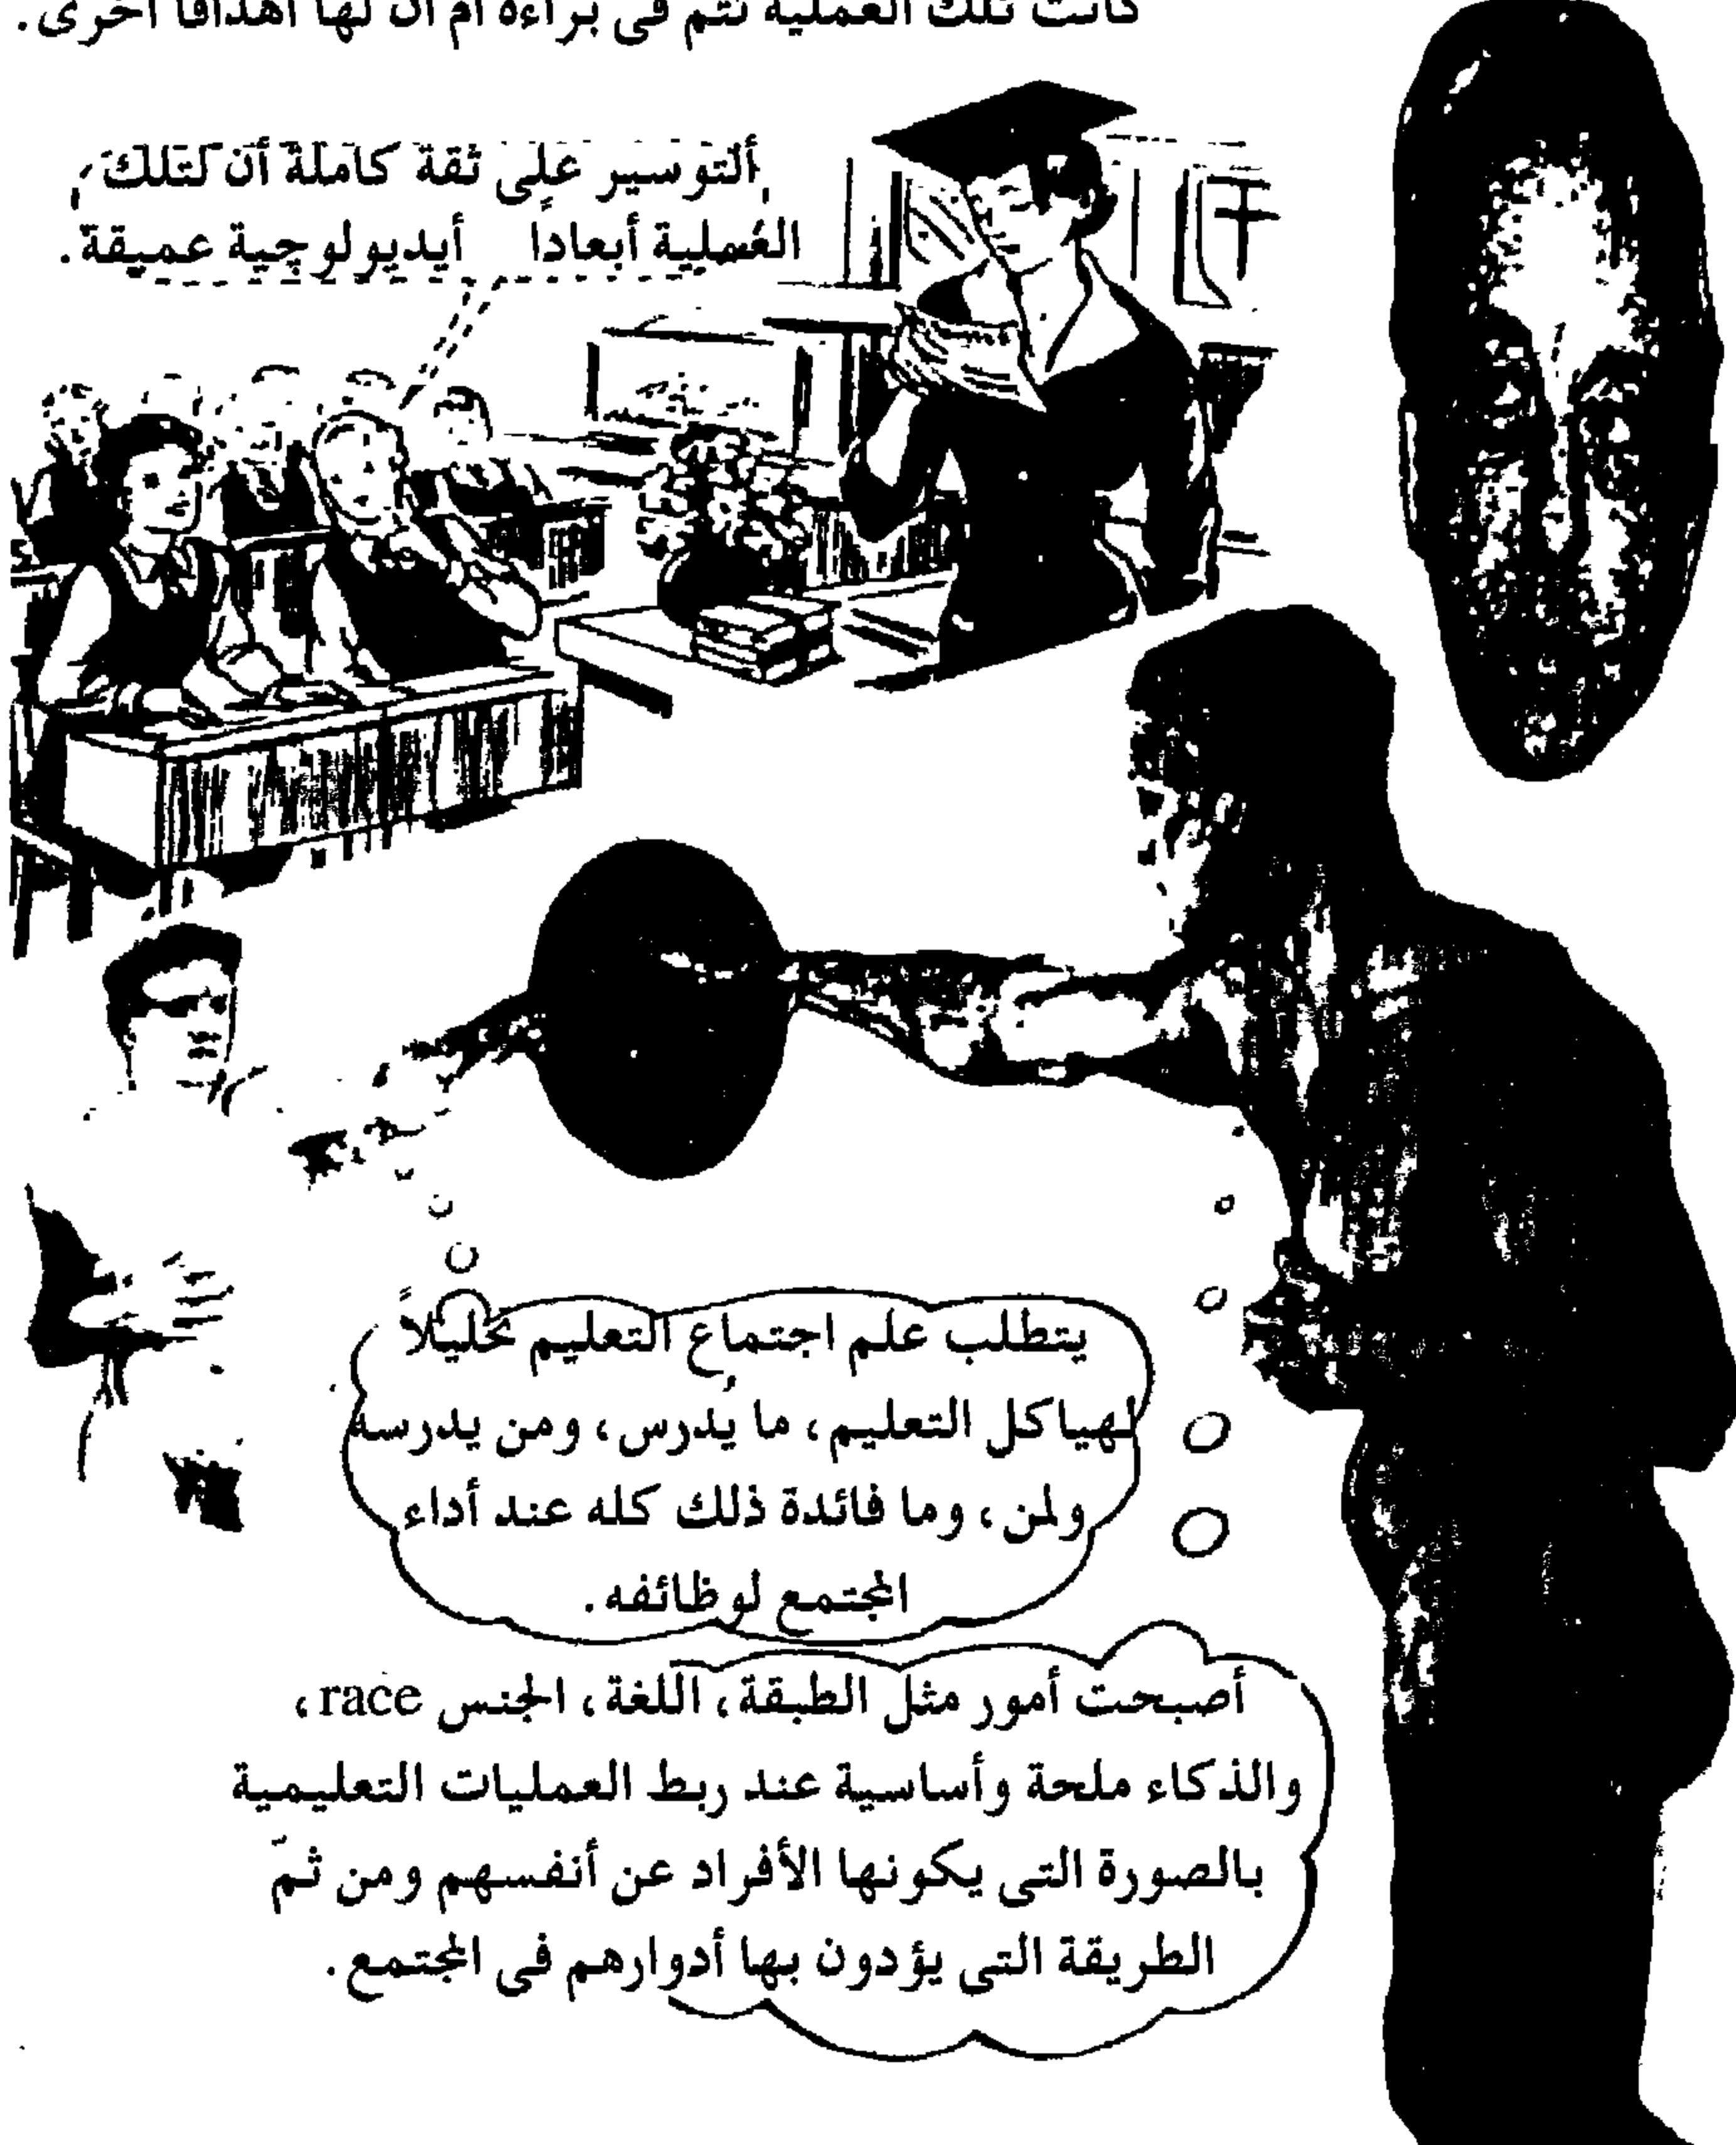 كانت تلك العملية تتم فى براءة أم أن لها أهدافًا أخرى.
ألتوسير على ثقة كاملة أن لتلك
العملية أبعاداً أيديولوچية عميقة.
يتطلب علم اجتماع التعليم تحليلاً
لهياكل التعليم، ما يُدرس، ومن يدرسه
ولمن، وما فائدة ذلك كله عند أداء
المجتمع لوظائفه.
أصبحت أمور مثل الطبقة، اللغة، الجنس race،
والذكاء ملحة وأساسية عند ربط العمليات التعليمية
بالصورة التى يكونها الأفراد عن أنفسهم ومن ثمَ
الطريقة التى يؤدون بها أدوارهم فى المجتمع.